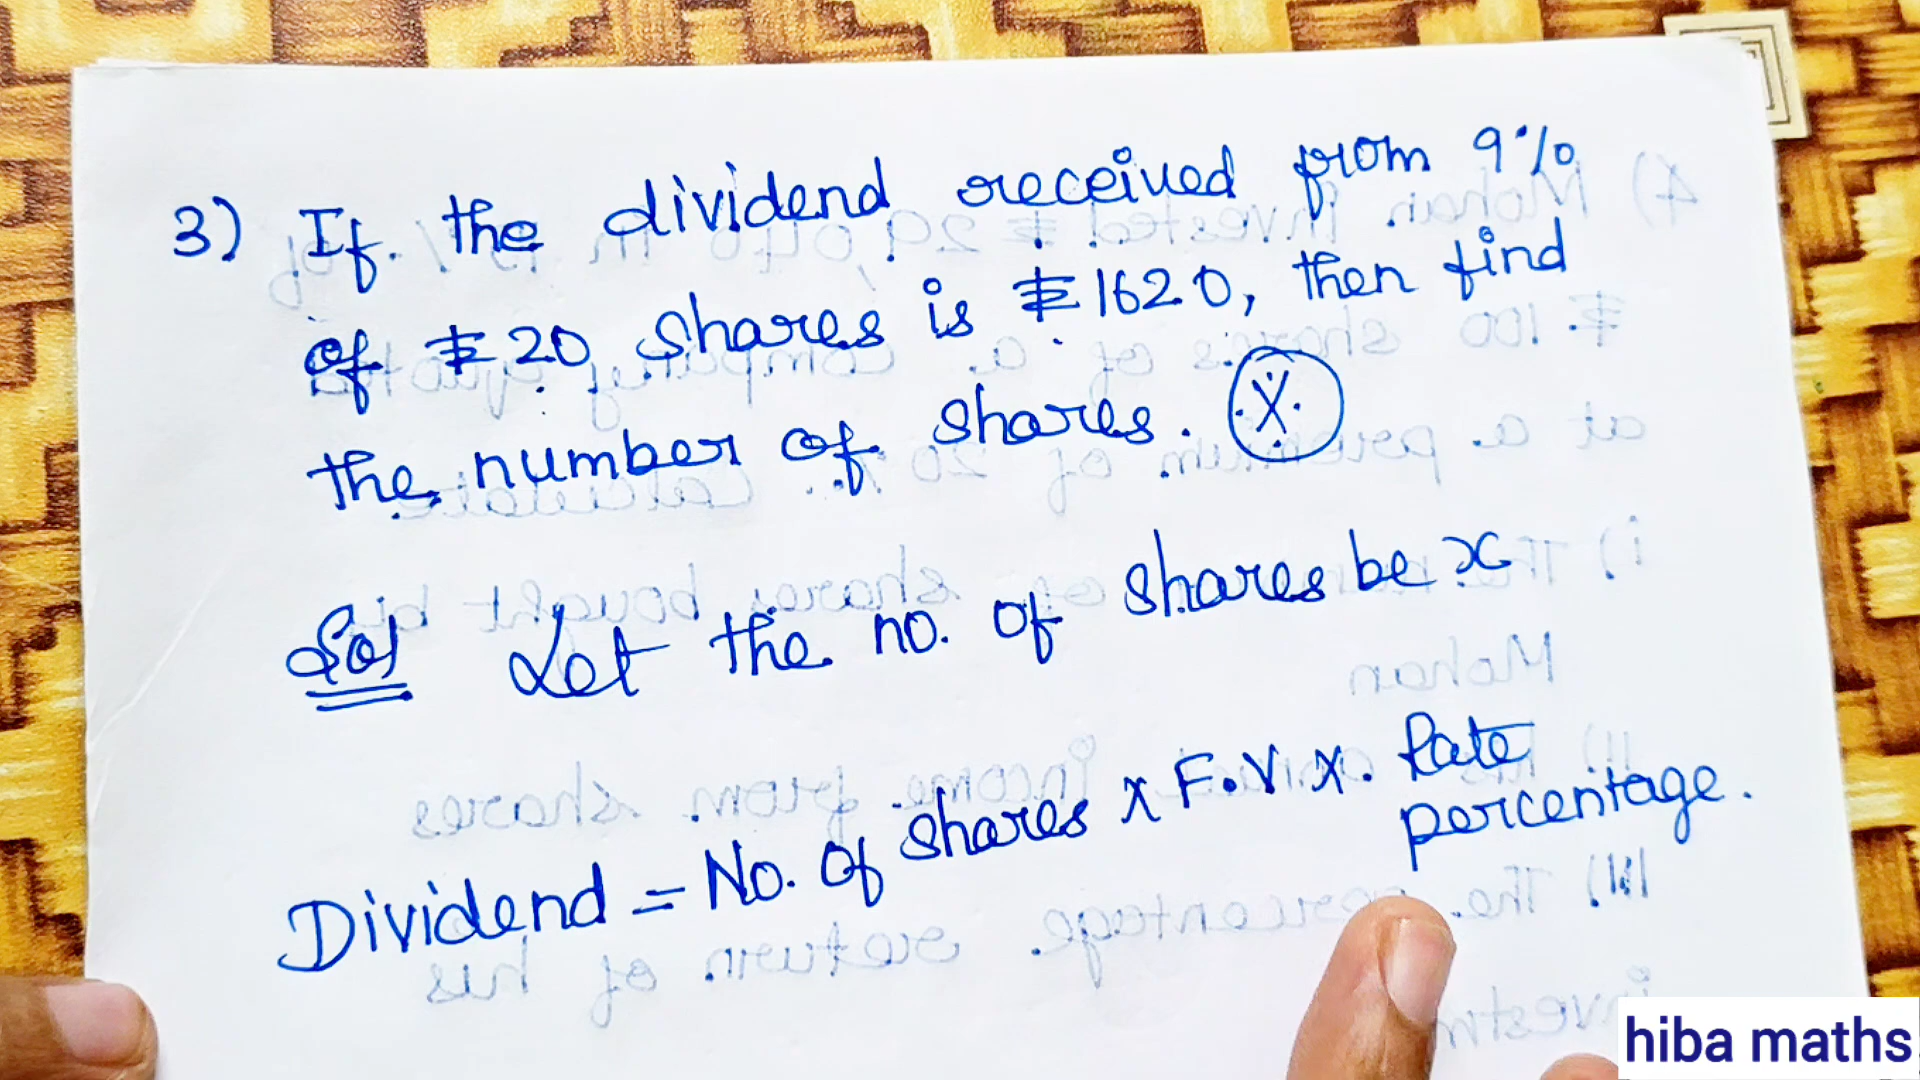 3) If the dividend received from 9%
of ₹20 shares is ₹1620, then find
the number of shares. X
Sol Let the no. of shares be x
Dividend = No. of shares x F.V x Rate
percentage.
hiba maths